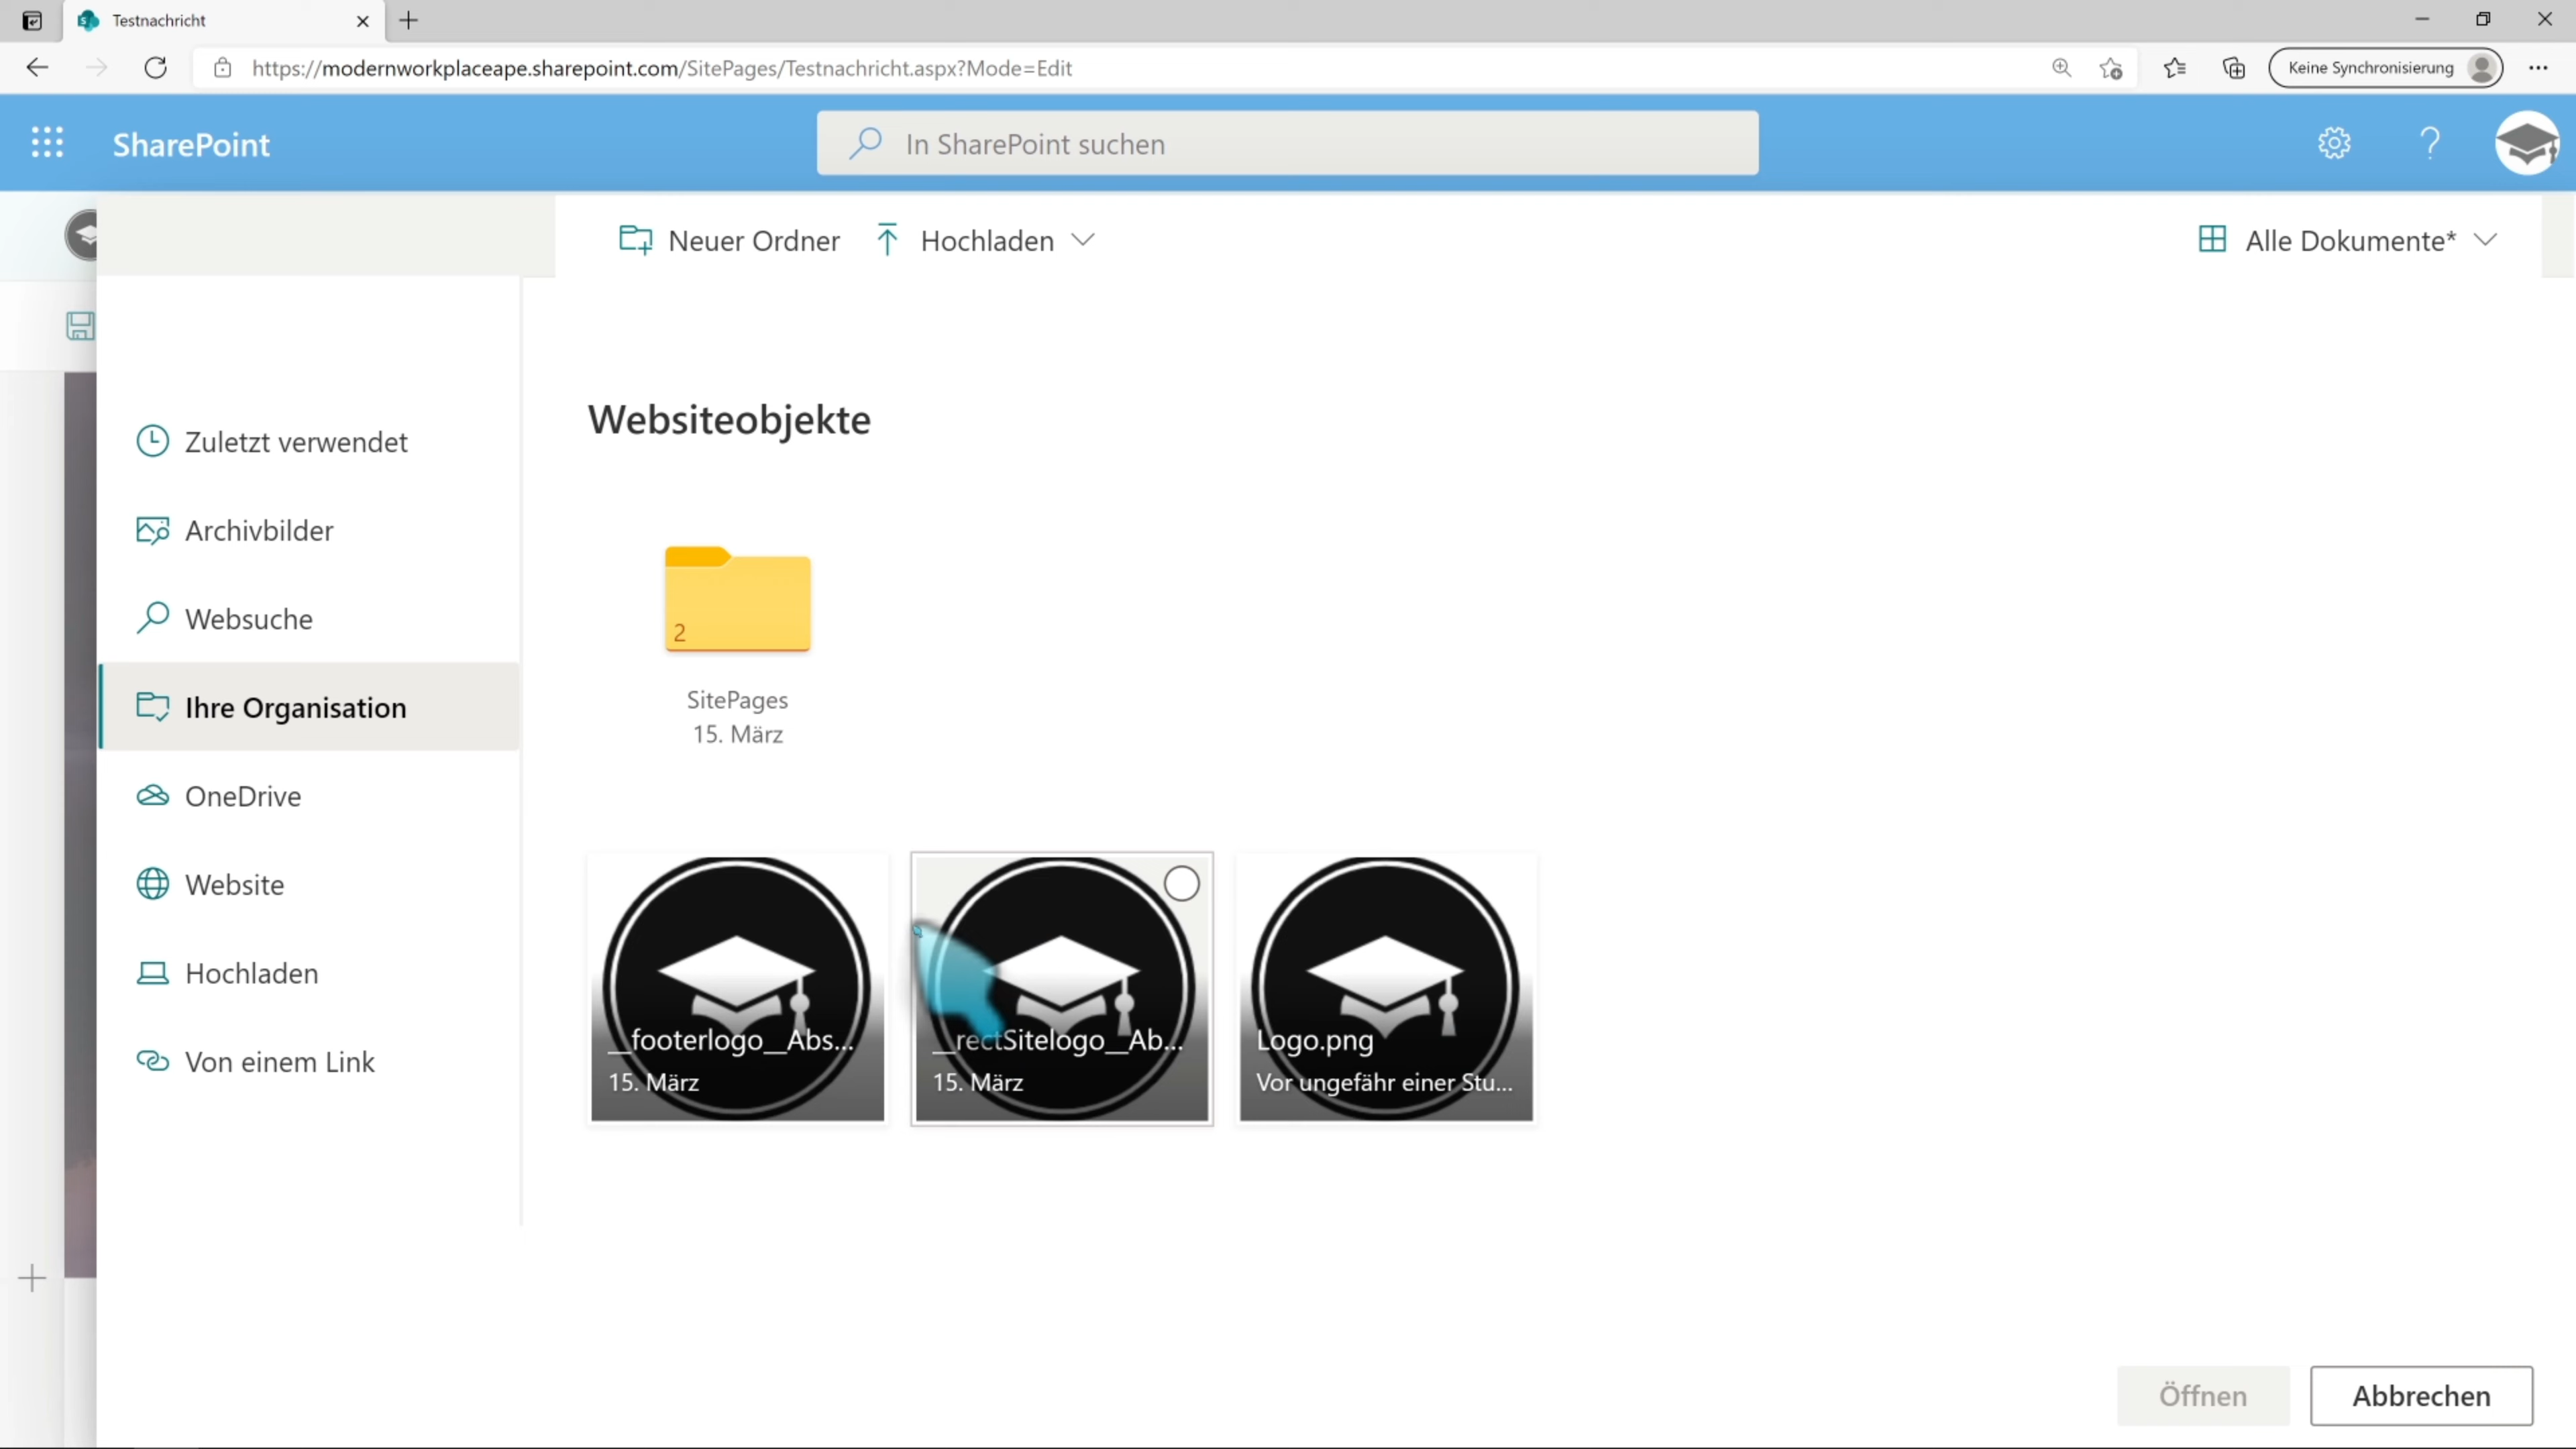 Testnachricht
https://modernworkplaceape.sharepoint.com/SitePages/Testnachricht.aspx?Mode=Edit
Keine Synchronisierung
SharePoint
In SharePoint suchen
Neuer Ordner
Hochladen
Alle Dokumente*
Websiteobjekte
Zuletzt verwendet
Archivbilder
Websuche
Ihre Organisation
OneDrive
Website
Hochladen
Von einem Link
2
SitePages
15. März
__footerlogo__Abs...
15. März
__rectSitelogo__Ab...
15. März
Logo.png
Vor ungefähr einer Stu...
Öffnen
Abbrechen